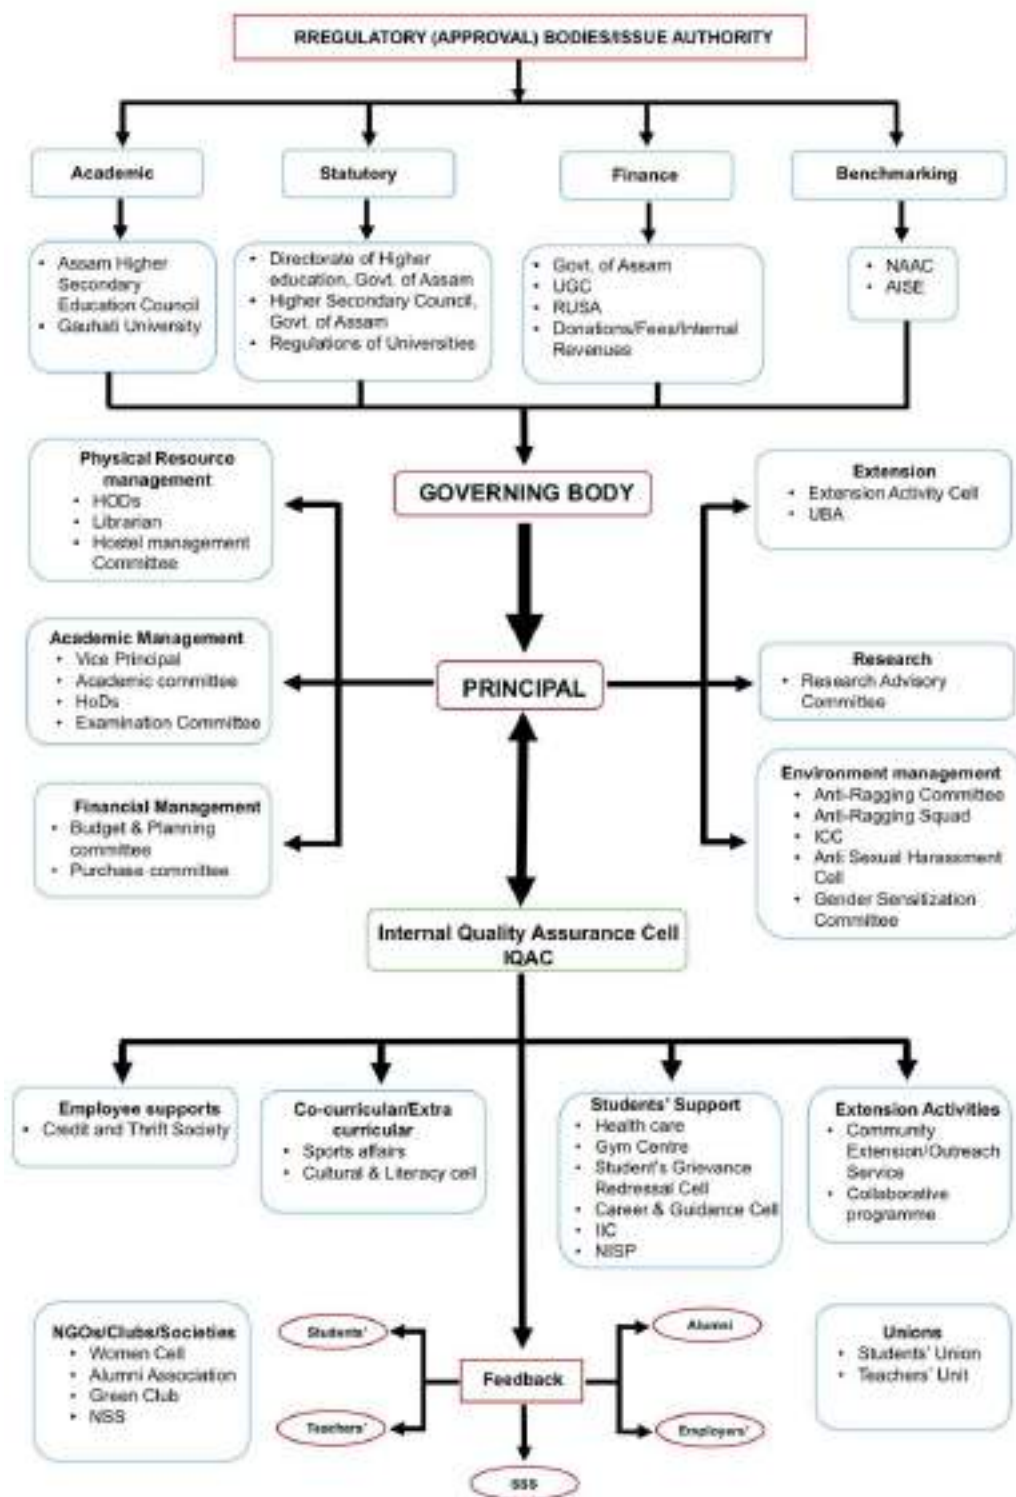 RREGULATORY (APPROVAL) BODIES/ISSUE AUTHORITY
Academic
Statutory
Finance
Benchmarking
• Assam Higher
Secondary
Education Council
• Gauhati University
• Directorate of Higher
education, Govt. of Assam
• Higher Secondary Council,
Govt. of Assam
• Regulations of Universities
• Govt. of Assam
• UGC
• RUSA
• Donations/Fees/Internal
Revenues
• NAAC
• AISE
Physical Resource
management
• HODs
• Librarian
• Hostel management
Committee
GOVERNING BODY
Extension
• Extension Activity Cell
• UBA
Academic Management
• Vice Principal
• Academic committee
• HoDs
• Examination Committee
PRINCIPAL
Research
• Research Advisory
Committee
Financial Management
• Budget & Planning
committee
• Purchase committee
Environment management
• Anti-Ragging Committee
• Anti-Ragging Squad
• ICC
• Anti Sexual Harassment
Cell
• Gender Sensitization
Committee
Internal Quality Assurance Cell
IQAC
Employee supports
• Credit and Thrift Society
Co-curricular/Extra
curricular
• Sports affairs
• Cultural & Literacy cell
Students' Support
• Health care
• Gym Centre
• Student's Grievance
Redressal Cell
• Career & Guidance Cell
• IIC
• NISP
Extension Activities
• Community
Extension/Outreach
Service
• Collaborative
programme
NGOs/Clubs/Societies
• Women Cell
• Alumni Association
• Green Club
• NSS
Students'
Alumni
Feedback
Teachers'
Employers'
SSS
Unions
• Students' Union
• Teachers' Unit